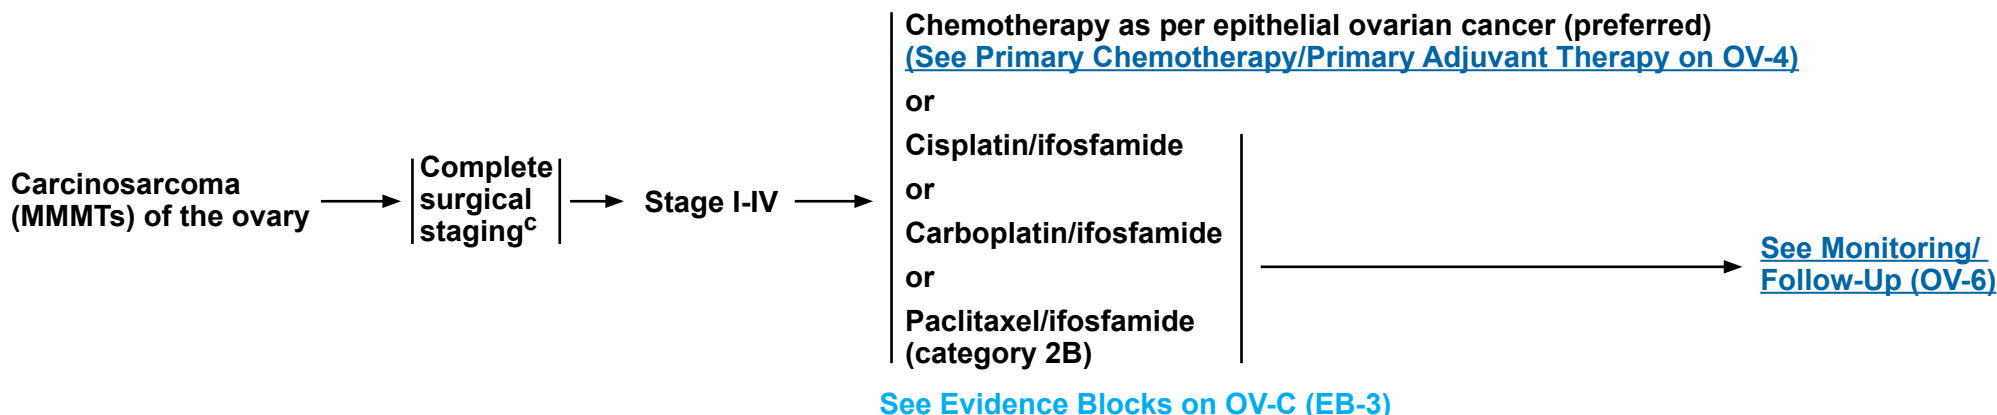 Carcinosarcoma
(MMMTs) of the ovary
Complete
surgical
stagingc
Stage I-IV
Chemotherapy as per epithelial ovarian cancer (preferred)
(See Primary Chemotherapy/Primary Adjuvant Therapy on OV-4)
or
Cisplatin/ifosfamide
or
Carboplatin/ifosfamide
or
Paclitaxel/ifosfamide
(category 2B)
See Monitoring/
Follow-Up (OV-6)
See Evidence Blocks on OV-C (EB-3)